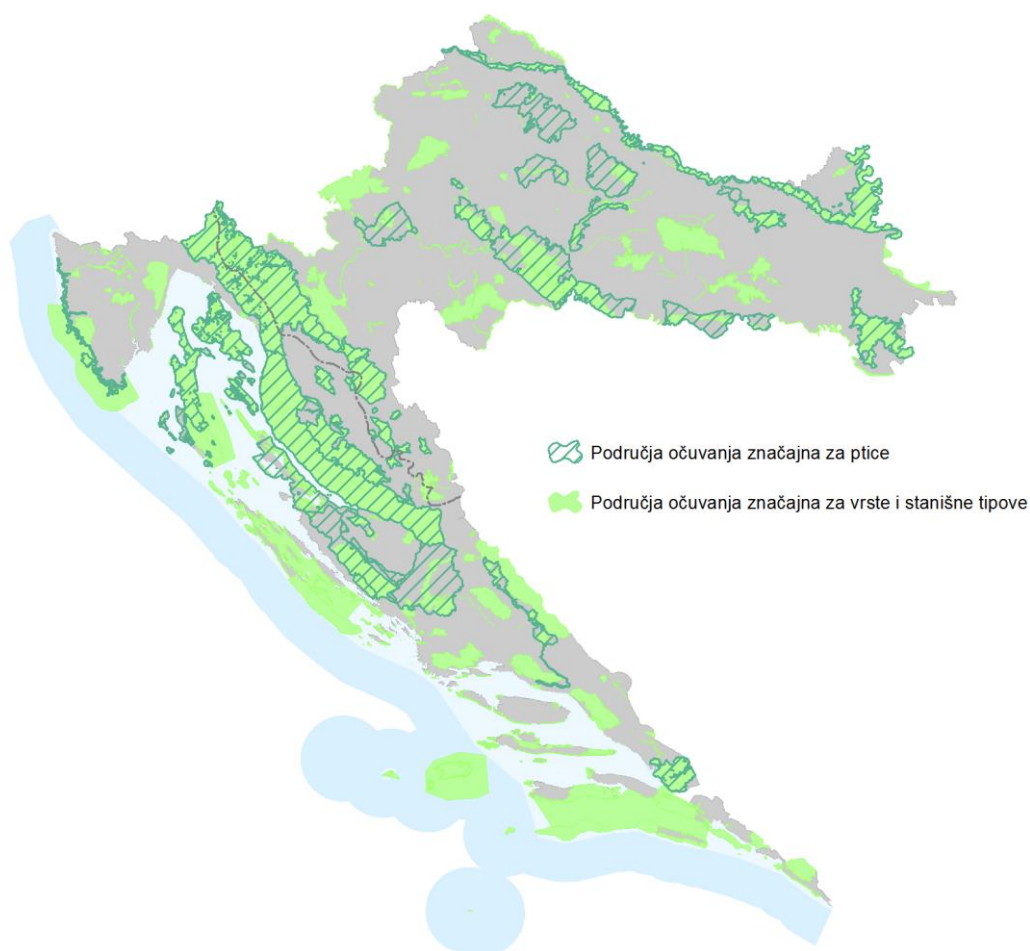 Područja očuvanja značajna za ptice
Područja očuvanja značajna za vrste i stanišne tipove